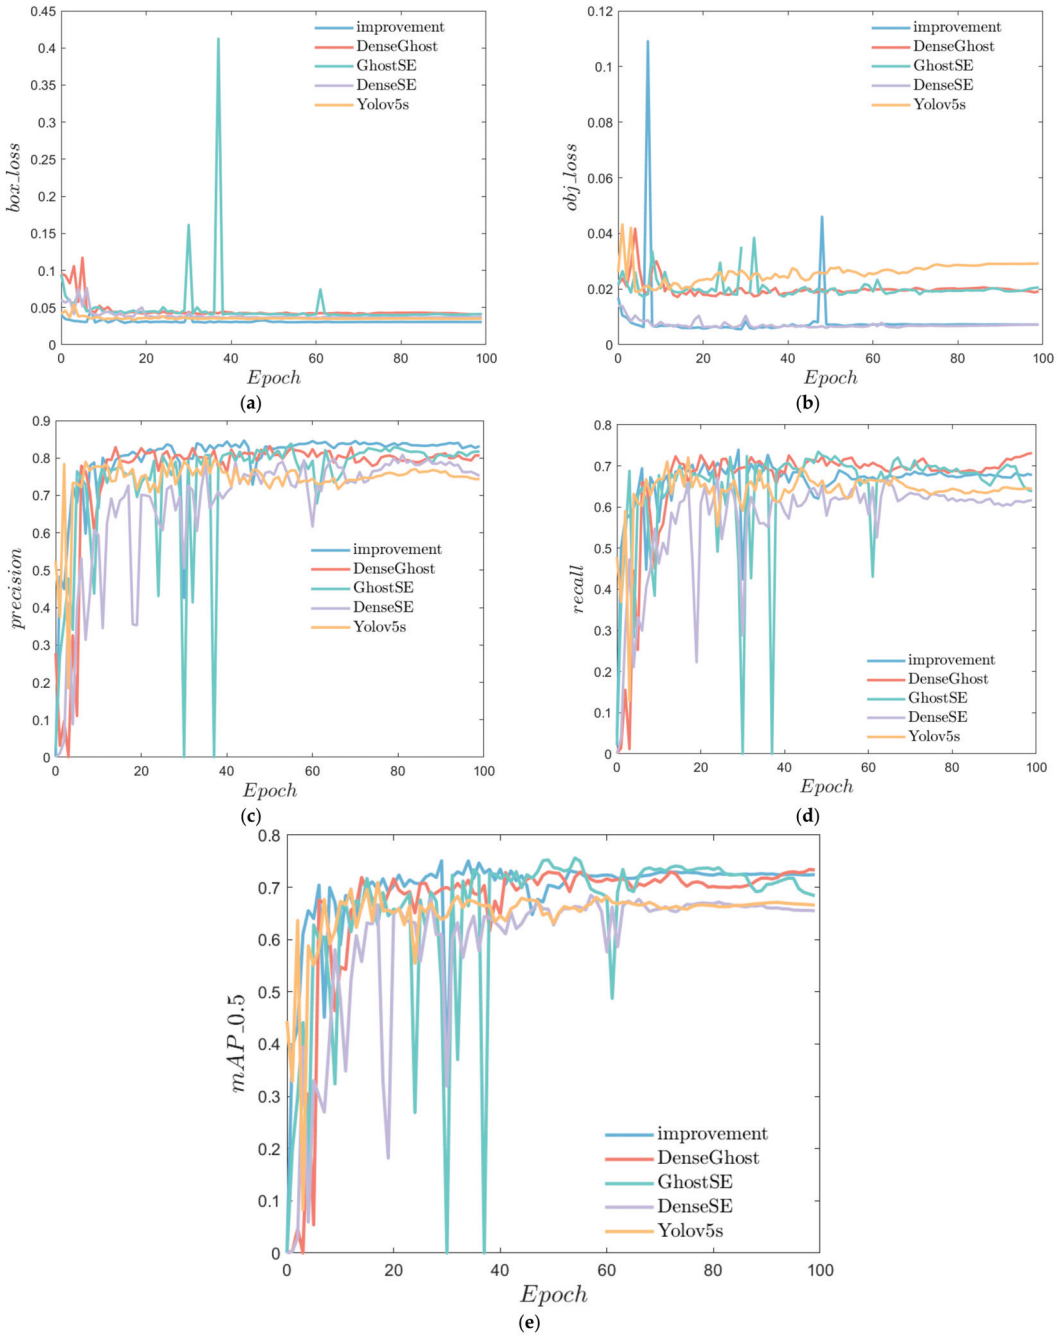 0.45
0.4
0.35
0.3
0.25
0.2
0.15
0.1
0.05
0
box_loss
improvement
DenseGhost
GhostSE
DenseSE
Yolov5s
0 20 40 60 80 100
Epoch
(a)
0.12
0.1
0.08
0.06
0.04
0.02
0
obj_loss
improvement
DenseGhost
GhostSE
DenseSE
Yolov5s
0 20 40 60 80 100
Epoch
(b)
0.9
0.8
0.7
0.6
0.5
0.4
0.3
0.2
0.1
0
precision
improvement
DenseGhost
GhostSE
DenseSE
Yolov5s
0 20 40 60 80 100
Epoch
(c)
0.8
0.7
0.6
0.5
0.4
0.3
0.2
0.1
0
recall
improvement
DenseGhost
GhostSE
DenseSE
Yolov5s
0 20 40 60 80 100
Epoch
(d)
0.8
0.7
0.6
0.5
0.4
0.3
0.2
0.1
0
mAP_0.5
improvement
DenseGhost
GhostSE
DenseSE
Yolov5s
0 20 40 60 80 100
Epoch
(e)